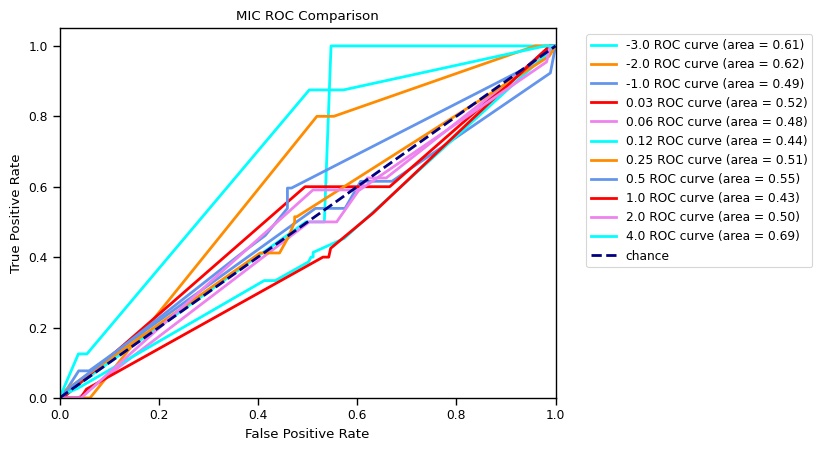 MIC ROC Comparison
1.0
0.8
0.6
0.4
0.2
0.0
True Positive Rate
0.0 0.2 0.4 0.6 0.8 1.0
False Positive Rate
-3.0 ROC curve (area = 0.61)
-2.0 ROC curve (area = 0.62)
-1.0 ROC curve (area = 0.49)
0.03 ROC curve (area = 0.52)
0.06 ROC curve (area = 0.48)
0.12 ROC curve (area = 0.44)
0.25 ROC curve (area = 0.51)
0.5 ROC curve (area = 0.55)
1.0 ROC curve (area = 0.43)
2.0 ROC curve (area = 0.50)
4.0 ROC curve (area = 0.69)
chance